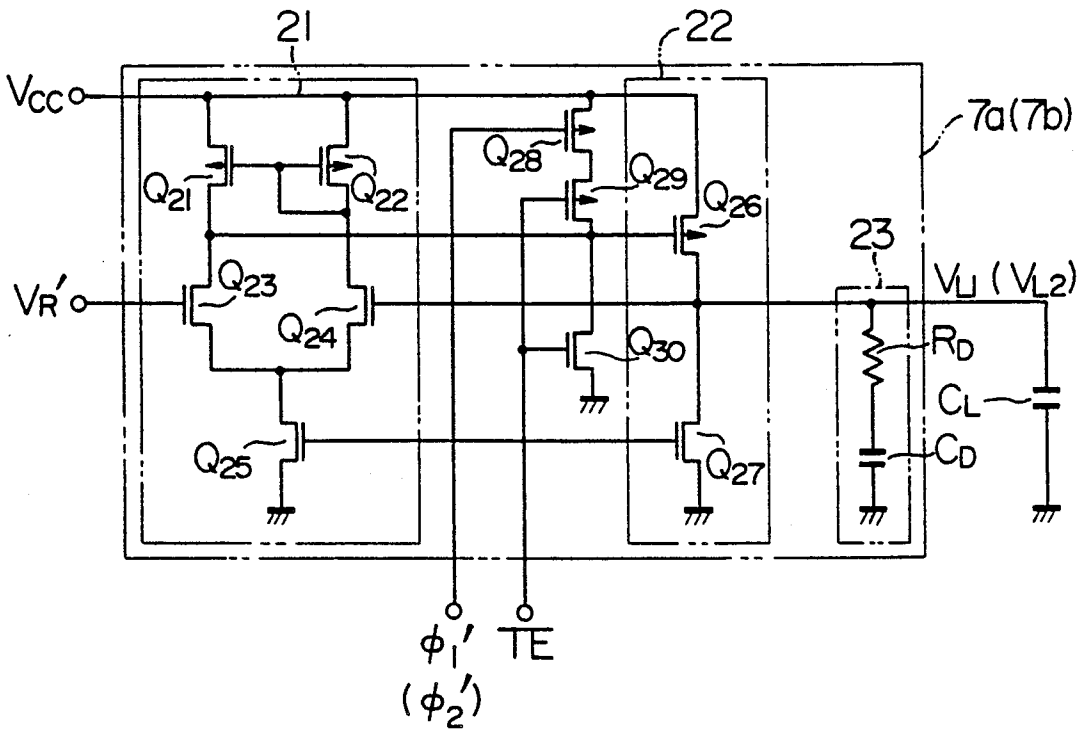 21
22
VCC
7a(7b)
Q28
Q29
Q21
Q22
Q26
23
VR'
Q23
VL1 (VL2)
Q24
Q30
RD
CL
Q25
Q27
CD
ϕ1'
TE
(ϕ2')